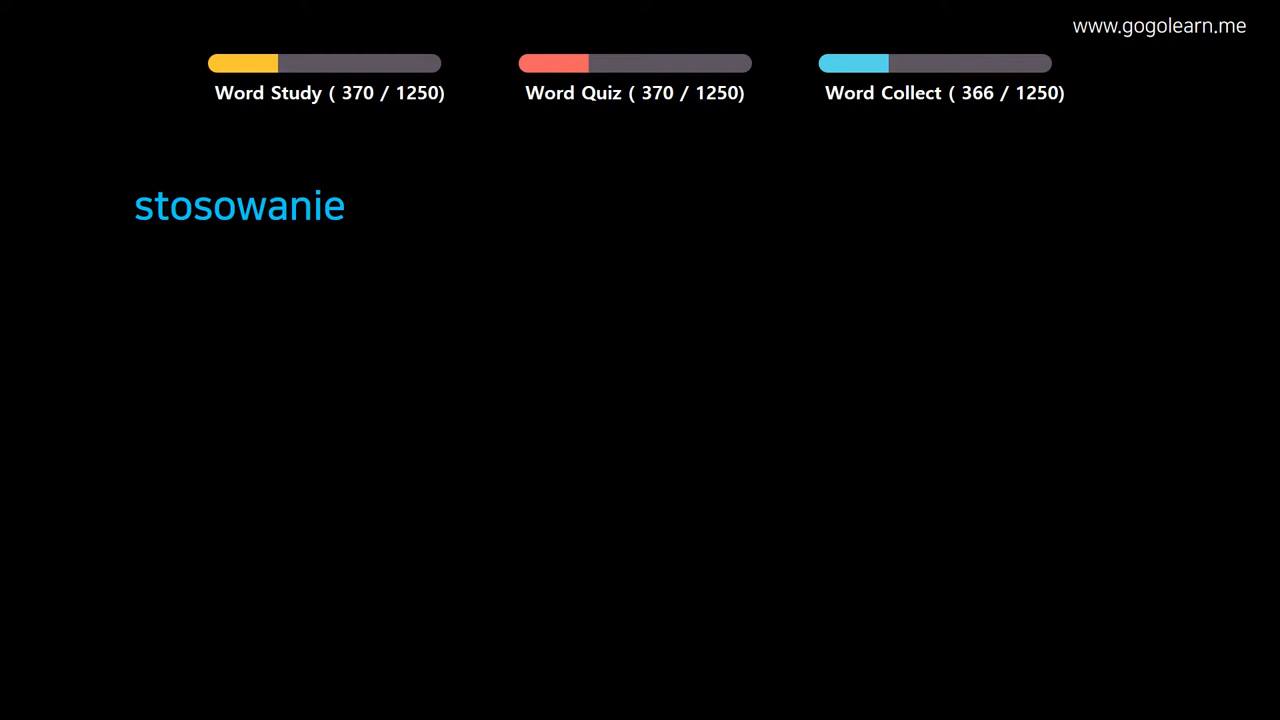 www.gogolearn.me
Word Study ( 370 / 1250)
Word Quiz ( 370 / 1250)
Word Collect ( 366 / 1250)
stosowanie